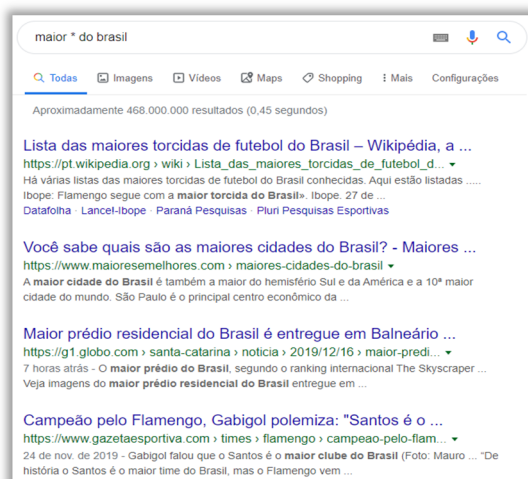 maior * do brasil
Todas Imagens Vídeos Maps Shopping Mais Configurações
Aproximadamente 468.000.000 resultados (0,45 segundos)
Lista das maiores torcidas de futebol do Brasil – Wikipédia, a ...
https://pt.wikipedia.org › wiki › Lista_das_maiores_torcidas_de_futebol_d...
Há várias listas das maiores torcidas de futebol do Brasil conhecidas. Aqui estão listadas .....
Ibope: Flamengo segue com a maior torcida do Brasil». Ibope. 27 de ...
Datafolha · Lancel-Ibope · Paraná Pesquisas · Pluri Pesquisas Esportivas
Você sabe quais são as maiores cidades do Brasil? - Maiores ...
https://www.maioresemelhores.com › maiores-cidades-do-brasil
A maior cidade do Brasil é também a maior do hemisfério Sul e da América e a 10ª maior
cidade do mundo. São Paulo é o principal centro econômico da ...
Maior prédio residencial do Brasil é entregue em Balneário ...
https://g1.globo.com › santa-catarina › noticia › 2019/12/16 › maior-predi...
7 horas atrás - O maior prédio do Brasil, segundo o ranking internacional The Skyscraper ...
Veja imagens do maior prédio residencial do Brasil entregue em ...
Campeão pelo Flamengo, Gabigol polemiza: "Santos é o ...
https://www.gazetaesportiva.com › times › flamengo › campeao-pelo-flam...
24 de nov. de 2019 - Gabigol falou que o Santos é o maior clube do Brasil (Foto: Mauro ... “De
história o Santos é o maior time do Brasil, mas o Flamengo vem ...